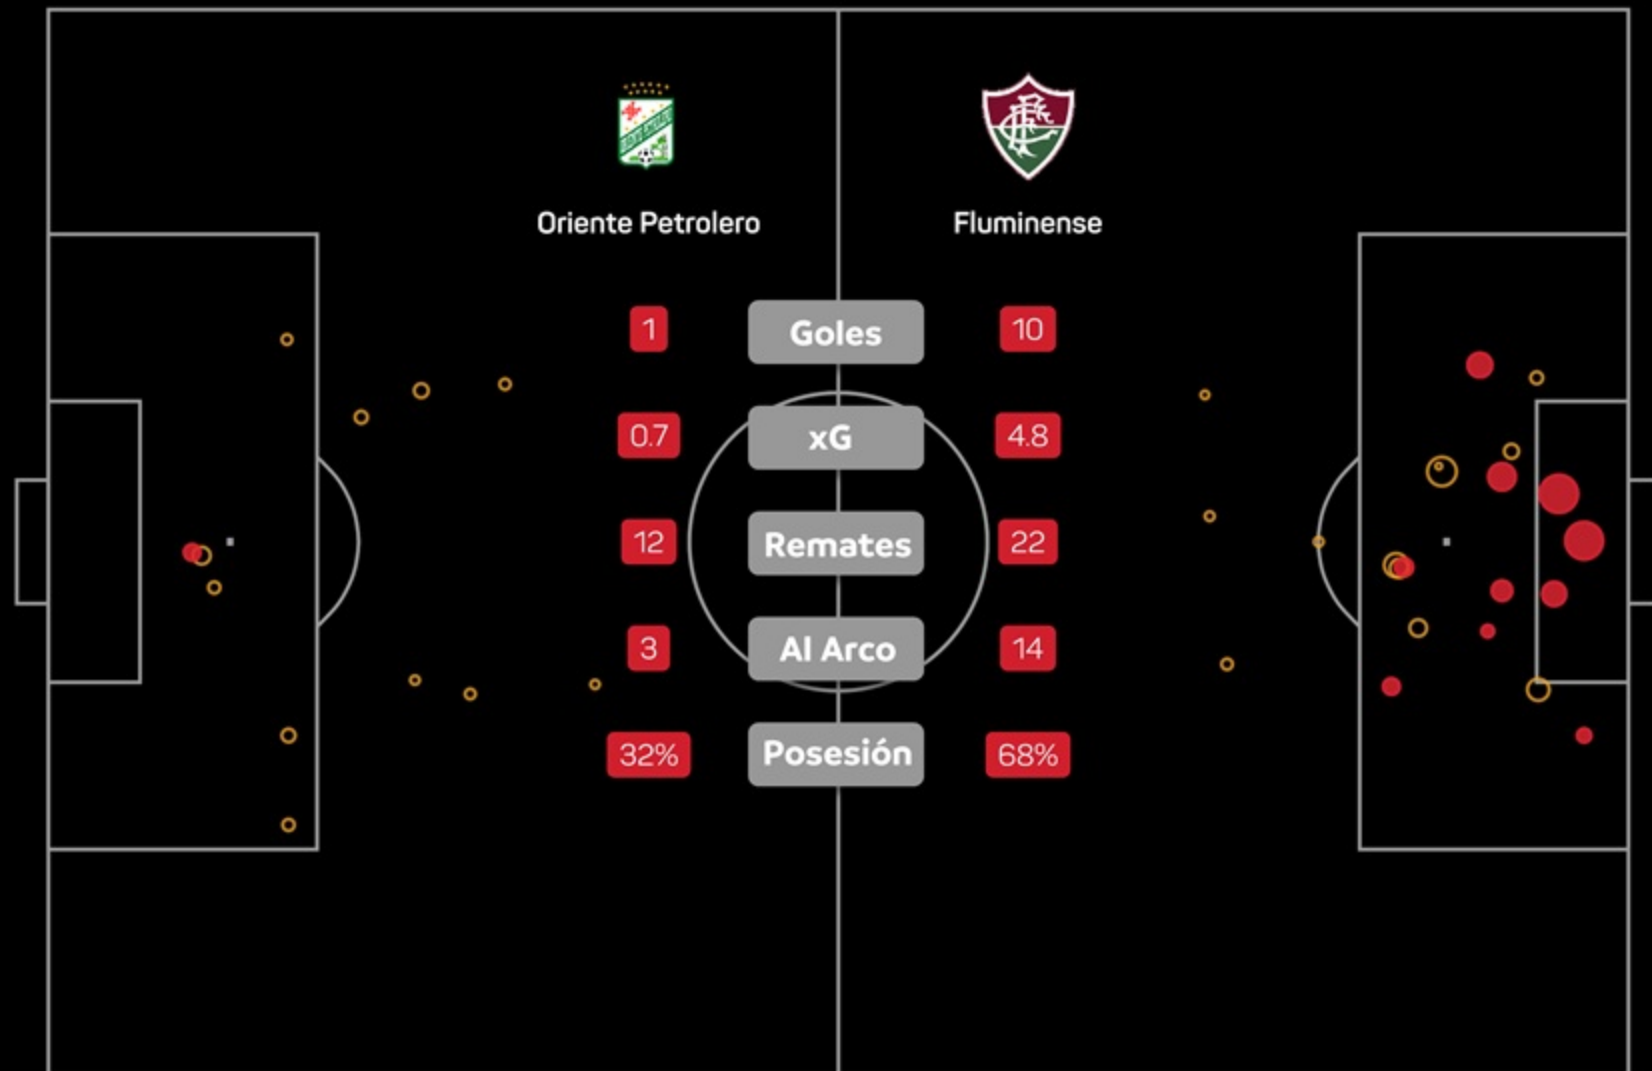 Oriente Petrolero
Fluminense
1 Goles 10
0.7 xG 4.8
12 Remates 22
3 Al Arco 14
32% Posesión 68%